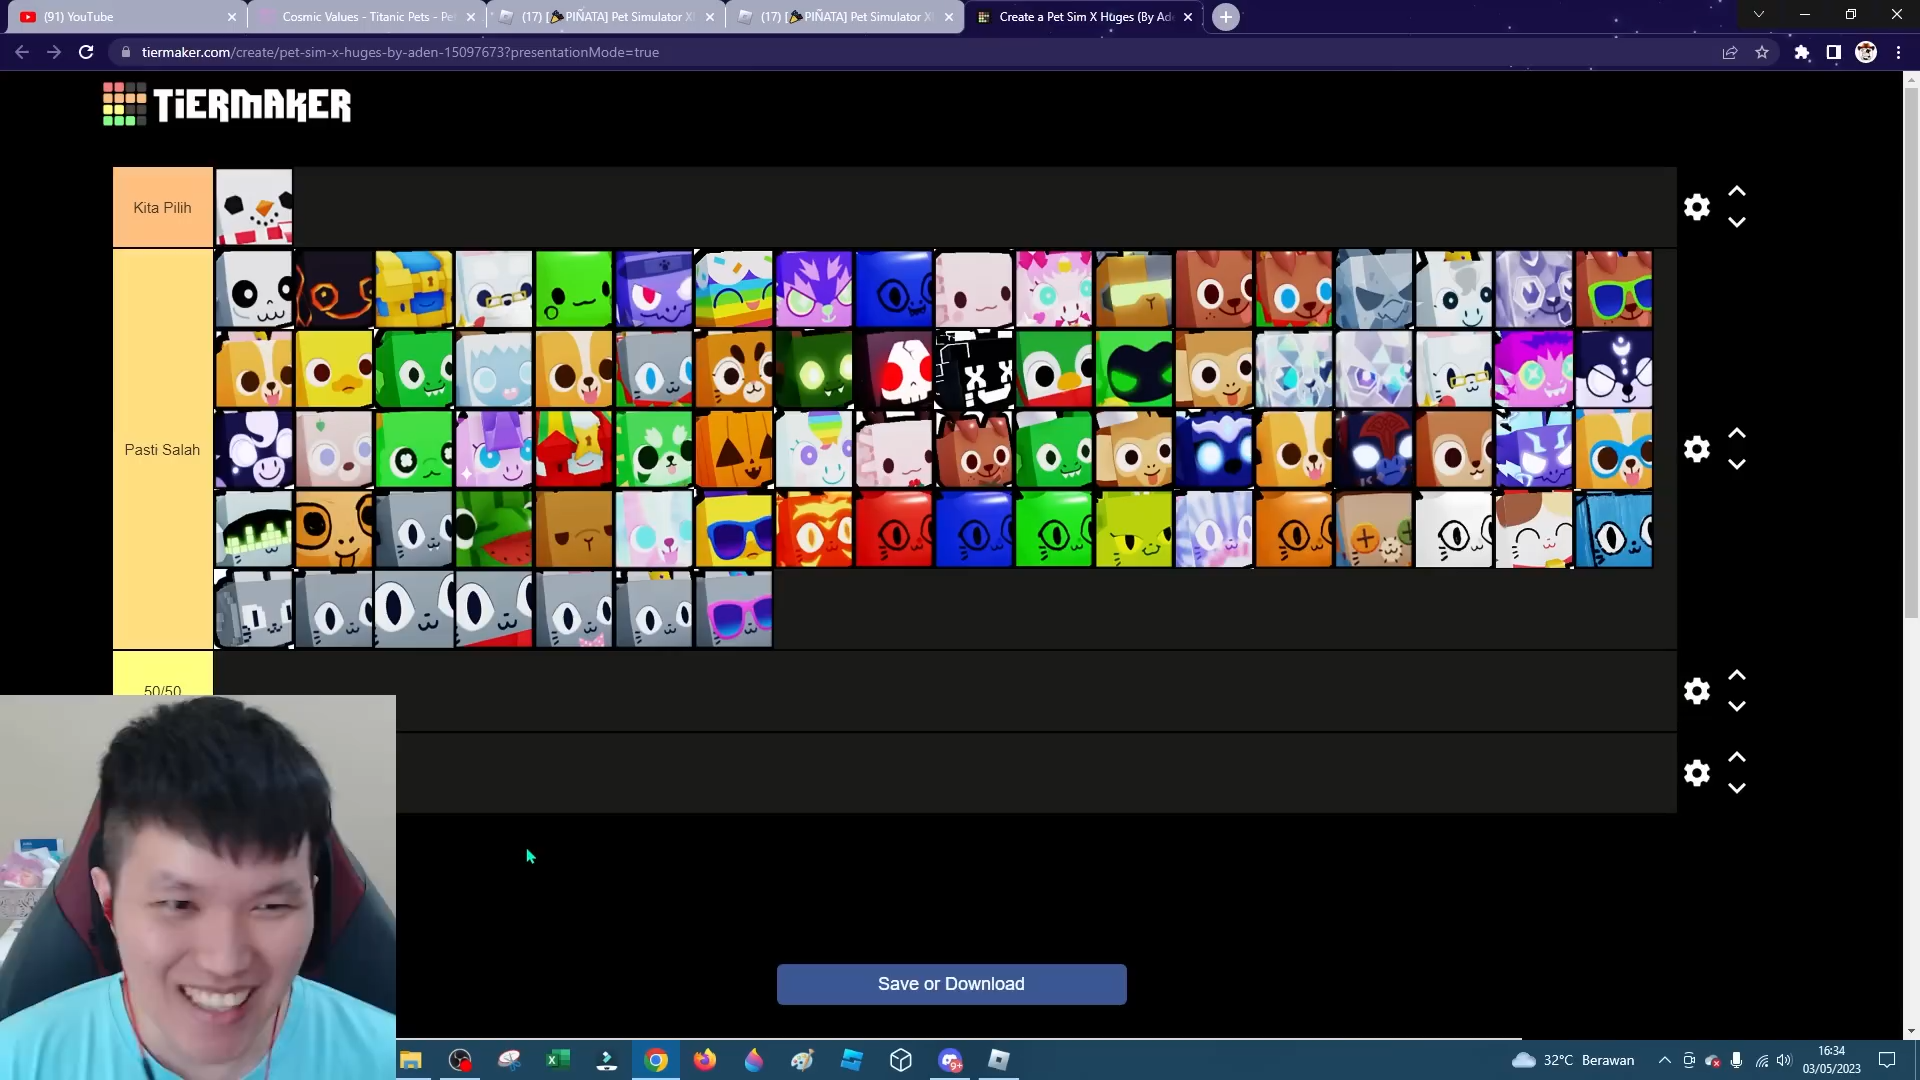 (91) YouTube
Cosmic Values - Titanic Pets - Pe
(17) [🎉PIÑATA] Pet Simulator X
(17) [🎉PIÑATA] Pet Simulator X
Create a Pet Sim X Huges (By Ade
tiermaker.com/create/pet-sim-x-huges-by-aden-15097673?presentationMode=true
TiERMAKER
Kita Pilih
Pasti Salah
50/50
Save or Download
9+
32°C Berawan
16:34
03/05/2023